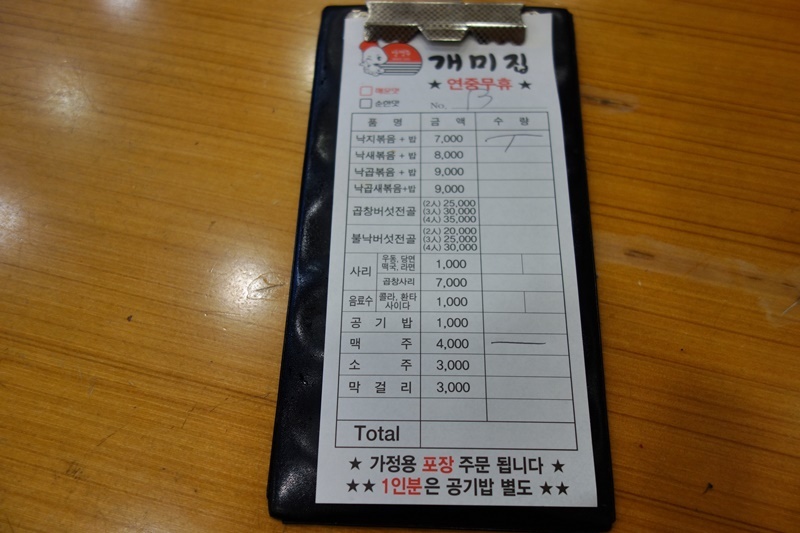 개미집
★ 연중무휴 ★
매운맛
순한맛
No. 13
품 명 금 액 수 량
낙지볶음 + 밥 7,000
낙새볶음 + 밥 8,000
낙곱볶음 + 밥 9,000
낙곱새볶음+밥 9,000
곱창버섯전골 (2人) 25,000
(3人) 30,000
(4人) 35,000
불낙버섯전골 (2人) 20,000
(3人) 25,000
(4人) 30,000
사리 우동, 당면
떡국, 라면 1,000
곱창사리 7,000
음료수 콜라, 환타
사이다 1,000
공 기 밥 1,000
맥 주 4,000
소 주 3,000
막 걸 리 3,000
Total
★ 가정용 포장 주문 됩니다 ★
★★ 1인분은 공기밥 별도 ★★